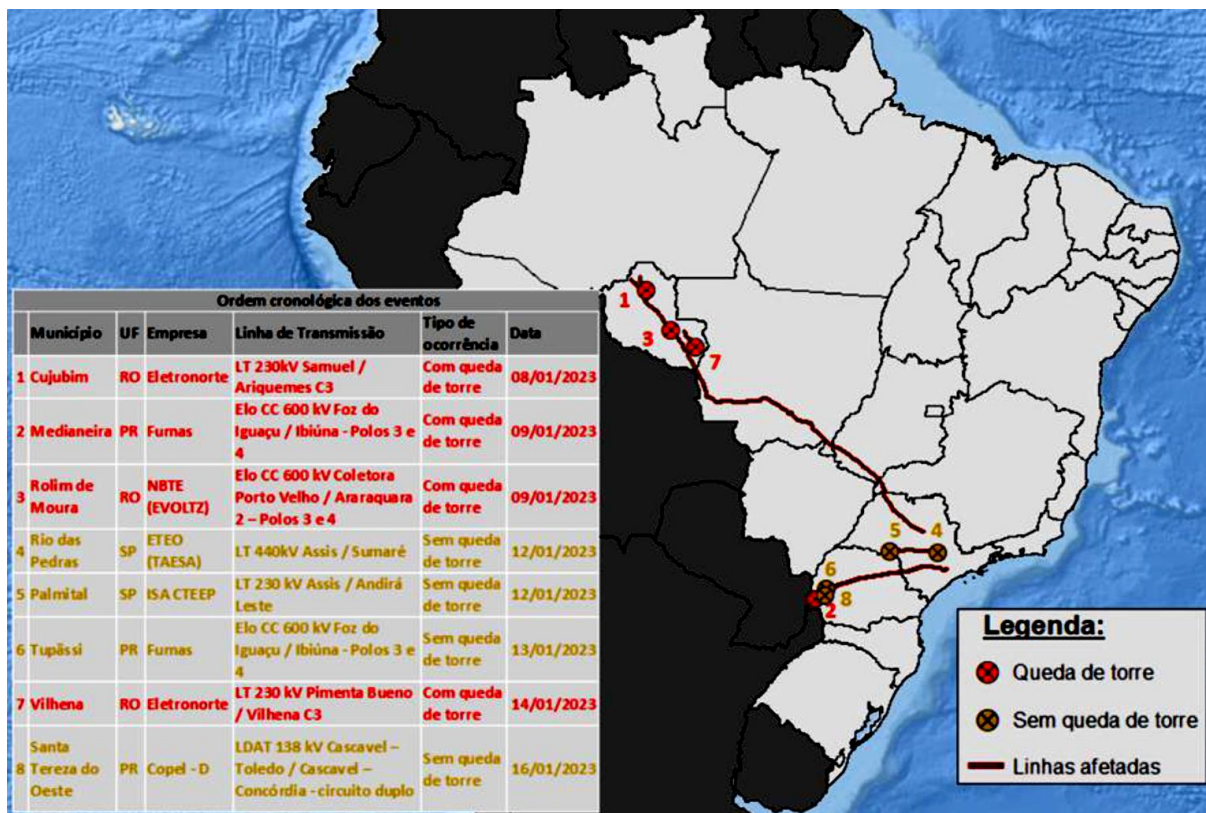 Ordem cronológica dos eventos
Município UF Empresa Linha de Transmissão Tipo de ocorrência Data
1 Cujubim RO Eletronorte LT 230kV Samuel / Ariquemes C3 Com queda de torre 08/01/2023
2 Medianeira PR Furnas Elo CC 600 kV Foz do Iguaçu / Ibiúna - Polos 3 e 4 Com queda de torre 09/01/2023
3 Rolim de Moura RO NBTE (EVOLTZ) Elo CC 600 kV Coletora Porto Velho / Araraquara 2 – Polos 3 e 4 Com queda de torre 09/01/2023
4 Rio das Pedras SP ETEO (TAESA) LT 440kV Assis / Sumaré Sem queda de torre 12/01/2023
5 Palmital SP ISA CTEEP LT 230 kV Assis / Andirá Leste Sem queda de torre 12/01/2023
6 Tupãssi PR Furnas Elo CC 600 kV Foz do Iguaçu / Ibiúna - Polos 3 e 4 Sem queda de torre 13/01/2023
7 Vilhena RO Eletronorte LT 230 kV Pimenta Bueno / Vilhena C3 Com queda de torre 14/01/2023
8 Santa Tereza do Oeste PR Copel - D LDAT 138 kV Cascavel – Toledo / Cascavel – Concórdia - circuito duplo Sem queda de torre 16/01/2023
1
3
7
5
4
6
8
2
Legenda:
Queda de torre
Sem queda de torre
Linhas afetadas